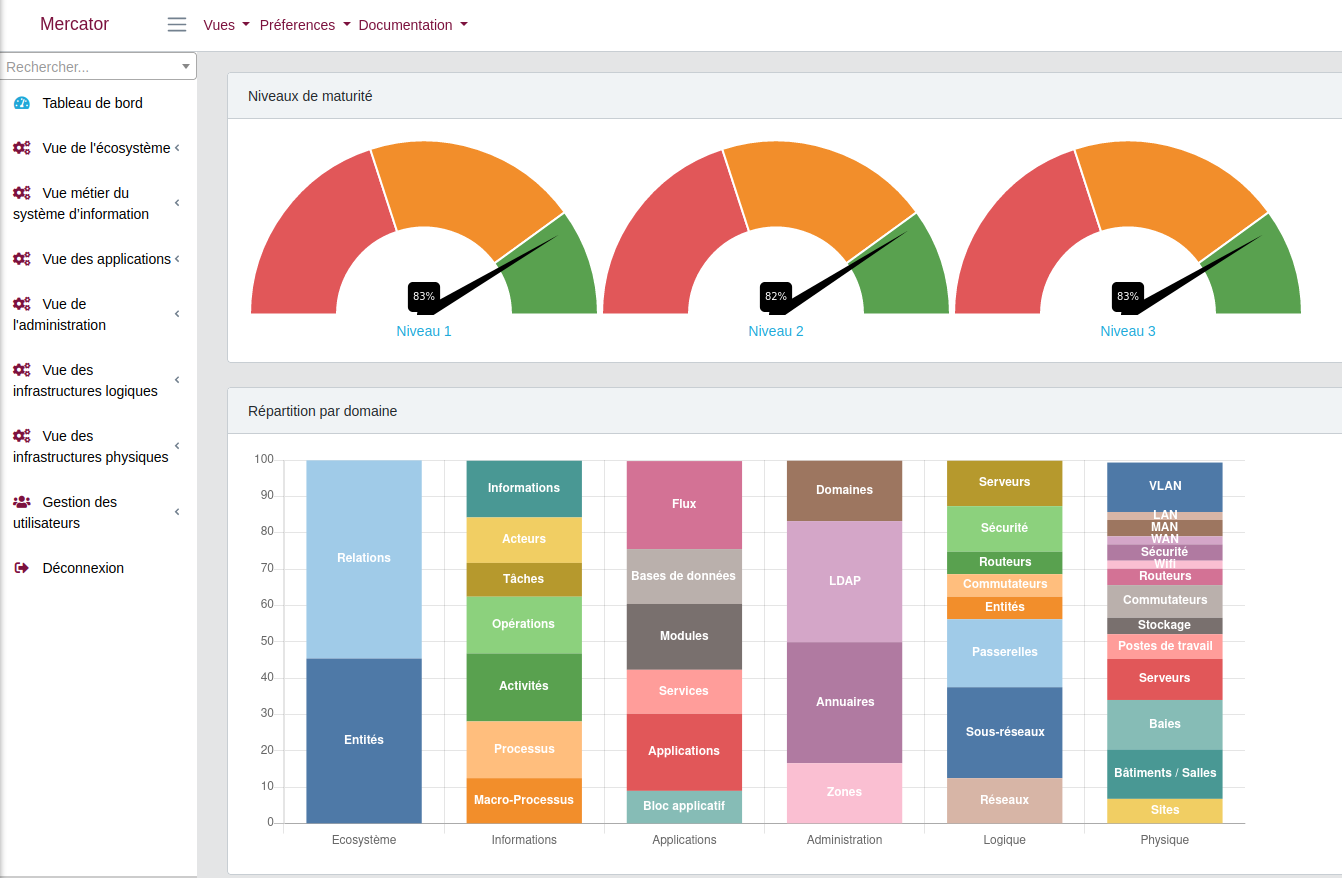 Mercator
Vues
Préferences
Documentation
Rechercher...
Tableau de bord
Vue de l'écosystème
Vue métier du
système d'information
Vue des applications
Vue de
l'administration
Vue des
infrastructures logiques
Vue des
infrastructures physiques
Gestion des
utilisateurs
Déconnexion
Niveaux de maturité
83%
Niveau 1
82%
Niveau 2
83%
Niveau 3
Répartition par domaine
100
90
80
70
60
50
40
30
20
10
0
Relations
Entités
Ecosystème
Informations
Acteurs
Tâches
Opérations
Activités
Processus
Macro-Processus
Informations
Flux
Bases de données
Modules
Services
Applications
Bloc applicatif
Applications
Domaines
LDAP
Annuaires
Zones
Administration
Serveurs
Sécurité
Routeurs
Commutateurs
Entités
Passerelles
Sous-réseaux
Réseaux
Logique
VLAN
LAN
MAN
WAN
Sécurité
Wifi
Routeurs
Commutateurs
Stockage
Postes de travail
Serveurs
Baies
Bâtiments / Salles
Sites
Physique